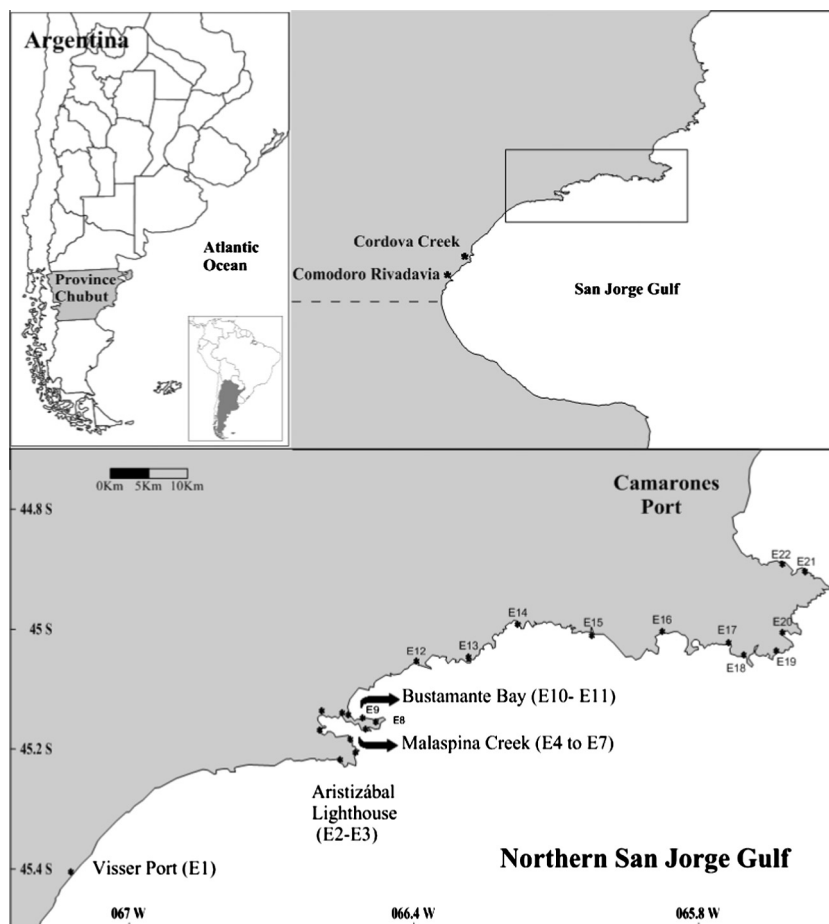 Argentina
Atlantic
Ocean
Province
Chubut
Cordova Creek
Comodoro Rivadavia
San Jorge Gulf
0Km 5Km 10Km
Camarones
Port
44.8 S
E22
E21
E14
45 S
E15
E16
E17
E20
E12
E13
E18
E19
Bustamante Bay (E10- E11)
E9
E8
Malaspina Creek (E4 to E7)
45.2 S
Aristizábal
Lighthouse
(E2-E3)
Visser Port (E1)
45.4 S
Northern San Jorge Gulf
067 W
066.4 W
065.8 W